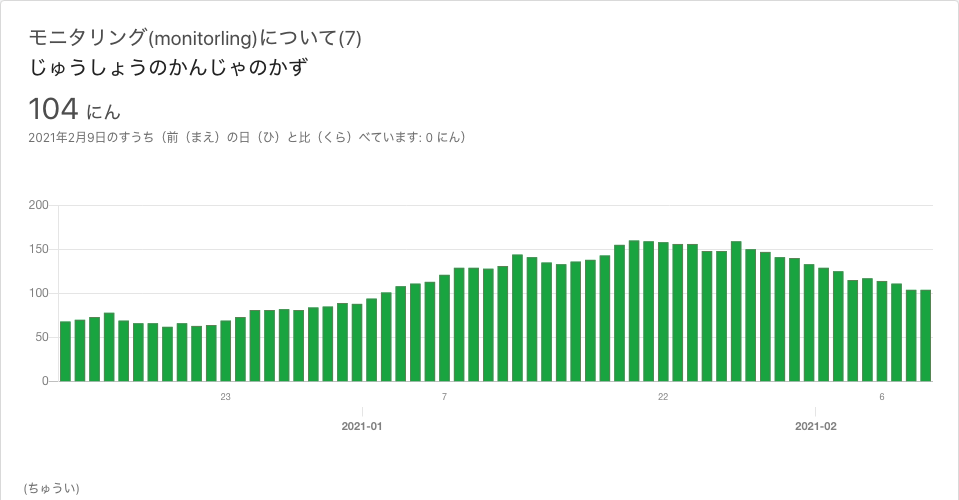 モニタリング(monitorling)について(7)
じゅうしょうのかんじゃのかず
104 にん
2021年2月9日のすうち（前（まえ）の日（ひ）と比（くら）べています: 0 にん）
200
150
100
50
0
23 7 22 6
2021-01 2021-02
(ちゅうい)